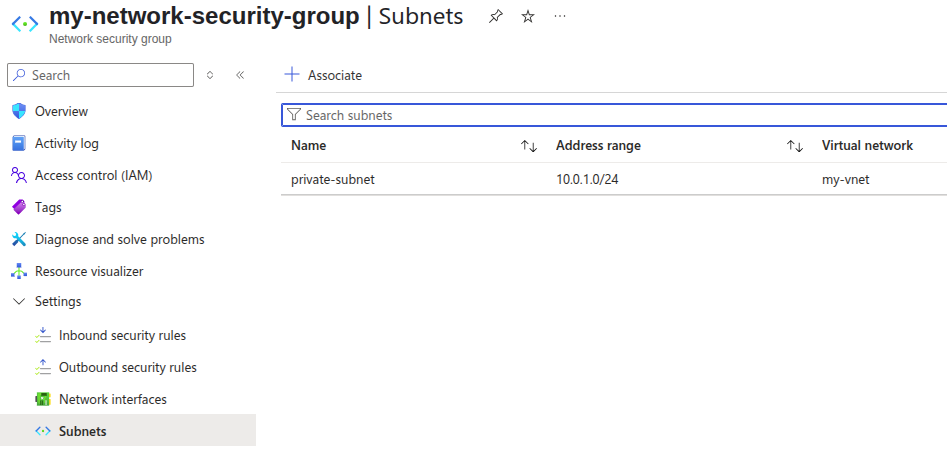 my-network-security-group | Subnets
Network security group
Search
Associate
Search subnets
Overview
Activity log
Access control (IAM)
Tags
Diagnose and solve problems
Resource visualizer
Settings
Inbound security rules
Outbound security rules
Network interfaces
Subnets
Name Address range Virtual network
private-subnet 10.0.1.0/24 my-vnet